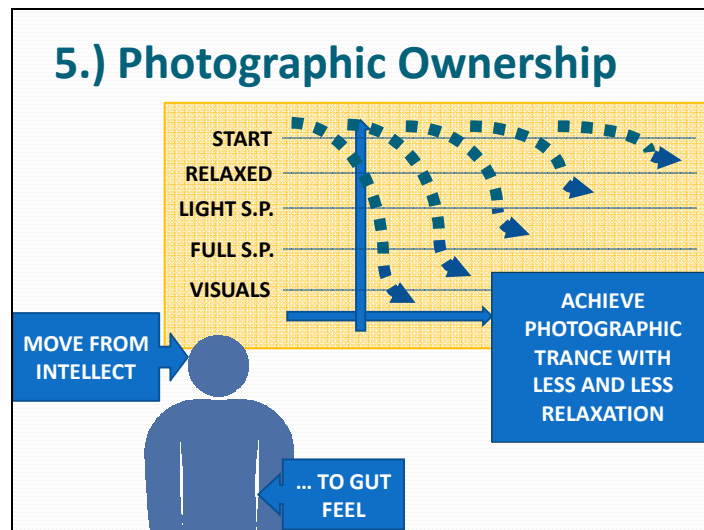 5.) Photographic Ownership
START
RELAXED
LIGHT S.P.
FULL S.P.
VISUALS
MOVE FROM
INTELLECT
ACHIEVE
PHOTOGRAPHIC
TRANCE WITH
LESS AND LESS
RELAXATION
... TO GUT
FEEL